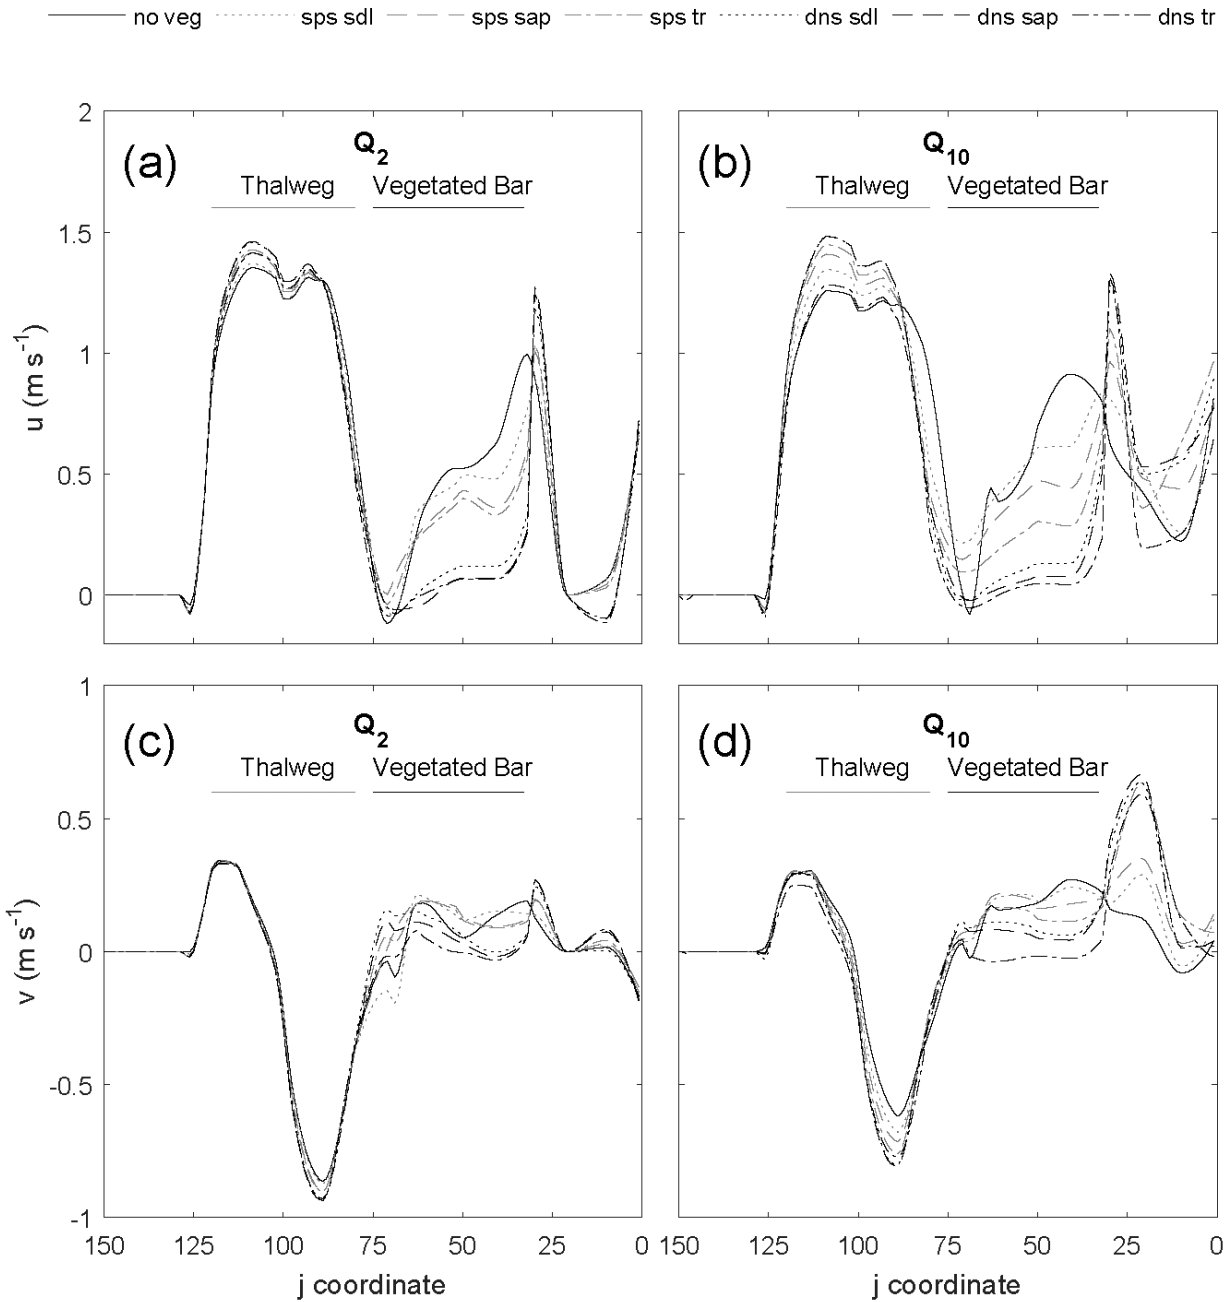 no veg sps sdl sps sap sps tr dns sdl dns sap dns tr
(a) Q2
Thalweg Vegetated Bar
(b) Q10
Thalweg Vegetated Bar
u (m s-1)
2
1.5
1
0.5
0
(c) Q2
Thalweg Vegetated Bar
(d) Q10
Thalweg Vegetated Bar
v (m s-1)
1
0.5
0
-0.5
-1
150 125 100 75 50 25 0 150 125 100 75 50 25 0
j coordinate j coordinate